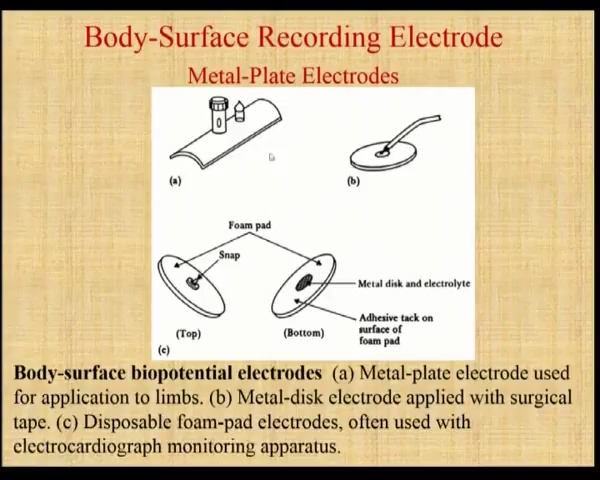 Body-Surface Recording Electrode
Metal-Plate Electrodes
(a)
(b)
Foam pad
Snap
Metal disk and electrolyte
Adhesive tack on
surface of
foam pad
(Top)
(Bottom)
(c)
Body-surface biopotential electrodes (a) Metal-plate electrode used
for application to limbs. (b) Metal-disk electrode applied with surgical
tape. (c) Disposable foam-pad electrodes, often used with
electrocardiograph monitoring apparatus.